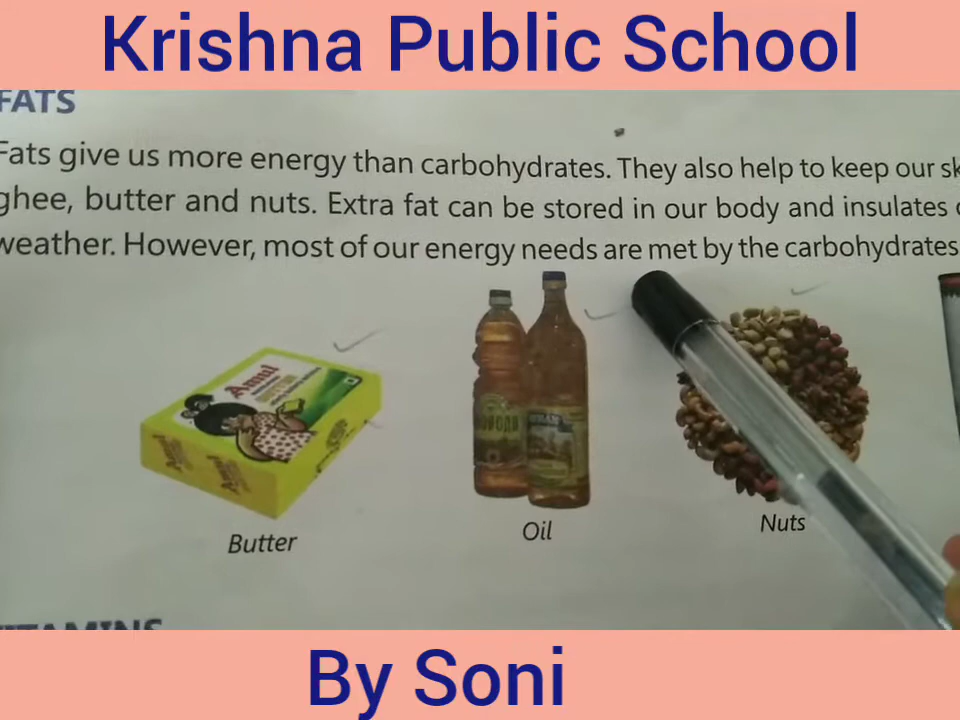 Krishna Public School
FATS
Fats give us more energy than carbohydrates. They also help to keep our sk
ghee, butter and nuts. Extra fat can be stored in our body and insulates o
weather. However, most of our energy needs are met by the carbohydrates
Amul
Butter
Oil
Nuts
VITAMINS
By Soni